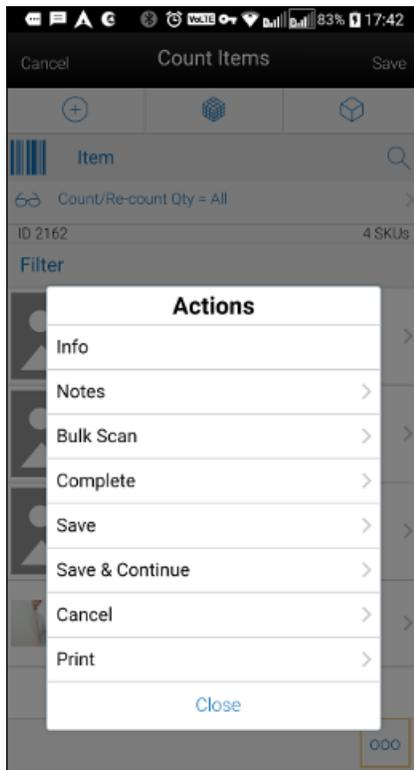 VoLTE 83% 17:42
Cancel Count Items Save
Item
Count/Re-count Qty = All
ID 2162 4 SKUs
Filter
Actions
Info
Notes
Bulk Scan
Complete
Save
Save & Continue
Cancel
Print
Close